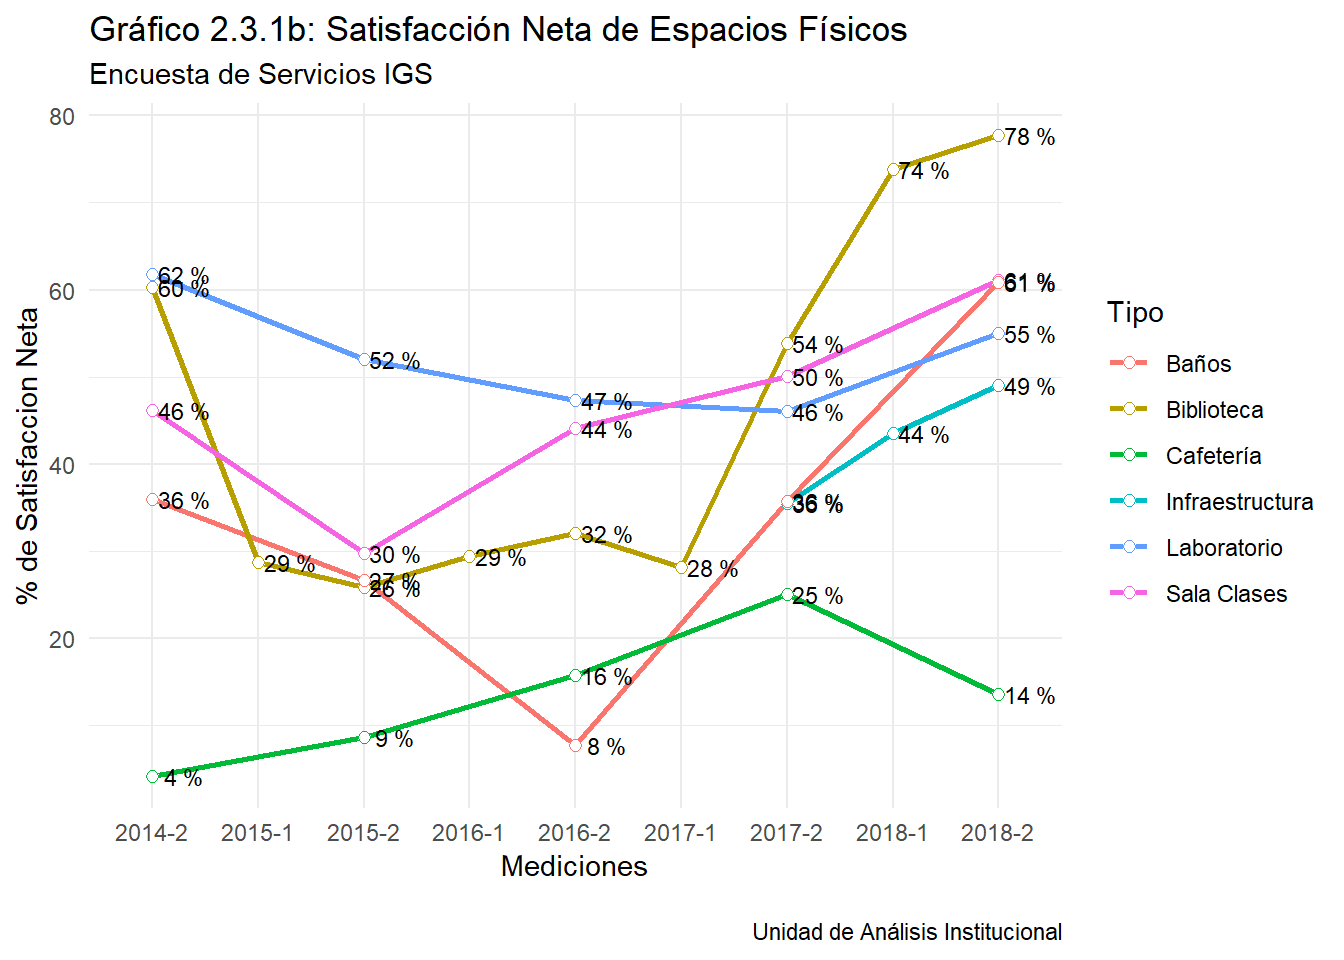 Gráfico 2.3.1b: Satisfacción Neta de Espacios Físicos
Encuesta de Servicios IGS
% de Satisfaccion Neta
80
60
40
20
78 %
74 %
62 %
60 %
61 %
61 %
54 %
55 %
52 %
50 %
49 %
47 %
46 %
46 %
44 %
44 %
36 %
36 %
36 %
32 %
30 %
29 %
29 %
28 %
27 %
26 %
25 %
16 %
14 %
9 %
8 %
4 %
2014-2 2015-1 2015-2 2016-1 2016-2 2017-1 2017-2 2018-1 2018-2
Mediciones
Tipo
Baños
Biblioteca
Cafetería
Infraestructura
Laboratorio
Sala Clases
Unidad de Análisis Institucional